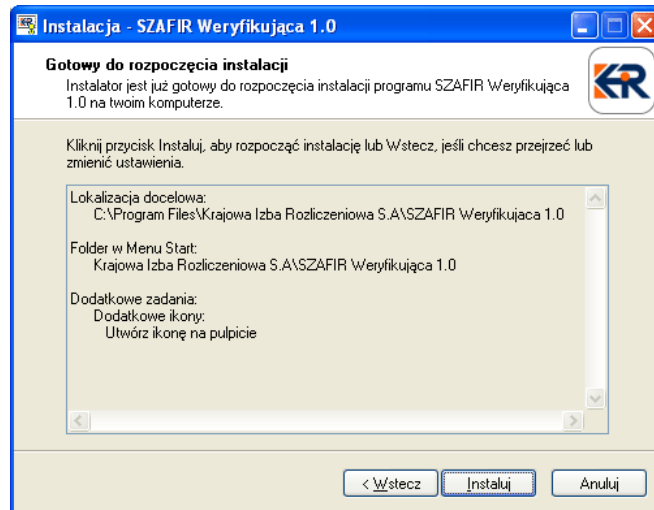 Instalacja - SZAFIR Weryfikująca 1.0
Gotowy do rozpoczęcia instalacji
Instalator jest już gotowy do rozpoczęcia instalacji programu SZAFIR Weryfikująca
1.0 na twoim komputerze.
KIR
Kliknij przycisk Instaluj, aby rozpocząć instalację lub Wstecz, jeśli chcesz przejrzeć lub
zmienić ustawienia.
Lokalizacja docelowa:
C:\Program Files\Krajowa Izba Rozliczeniowa S.A\SZAFIR Weryfikujaca 1.0
Folder w Menu Start:
Krajowa Izba Rozliczeniowa S.A\SZAFIR Weryfikująca 1.0
Dodatkowe zadania:
Dodatkowe ikony:
Utwórz ikonę na pulpicie
< Wstecz
Instaluj
Anuluj